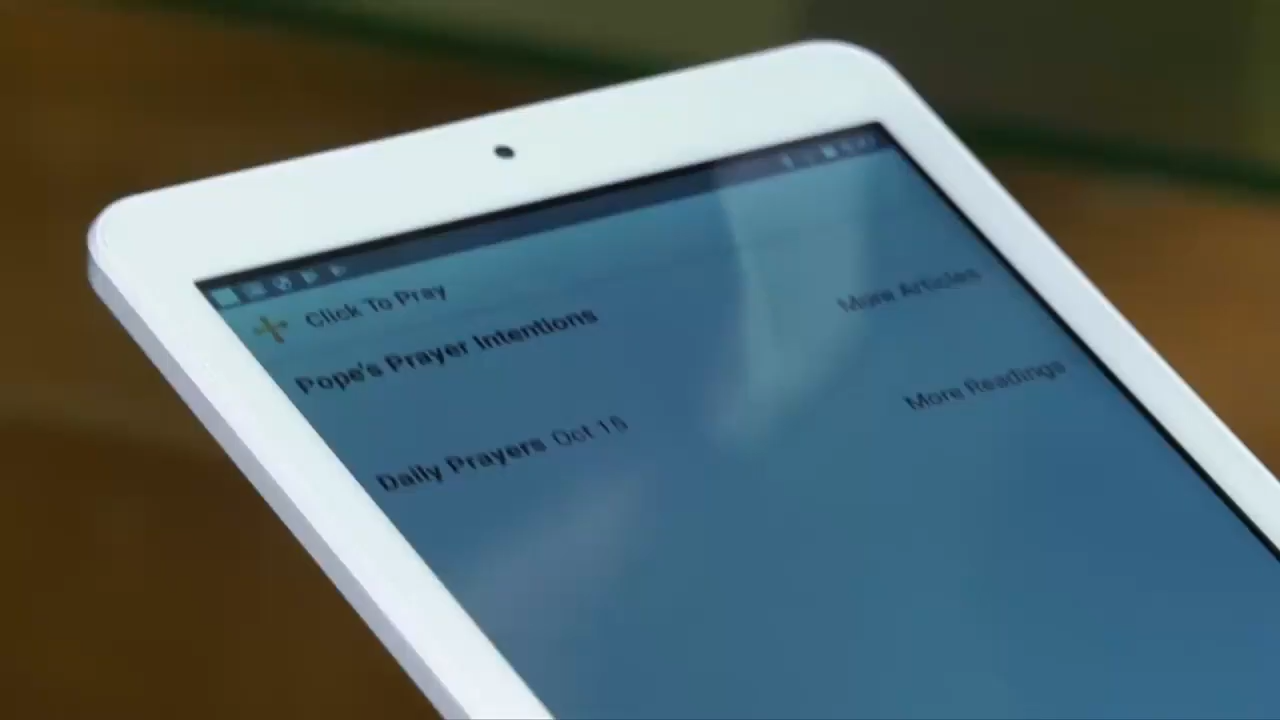 Click To Pray
Pope's Prayer Intentions
More Articles
Daily Prayers Oct 16
More Readings